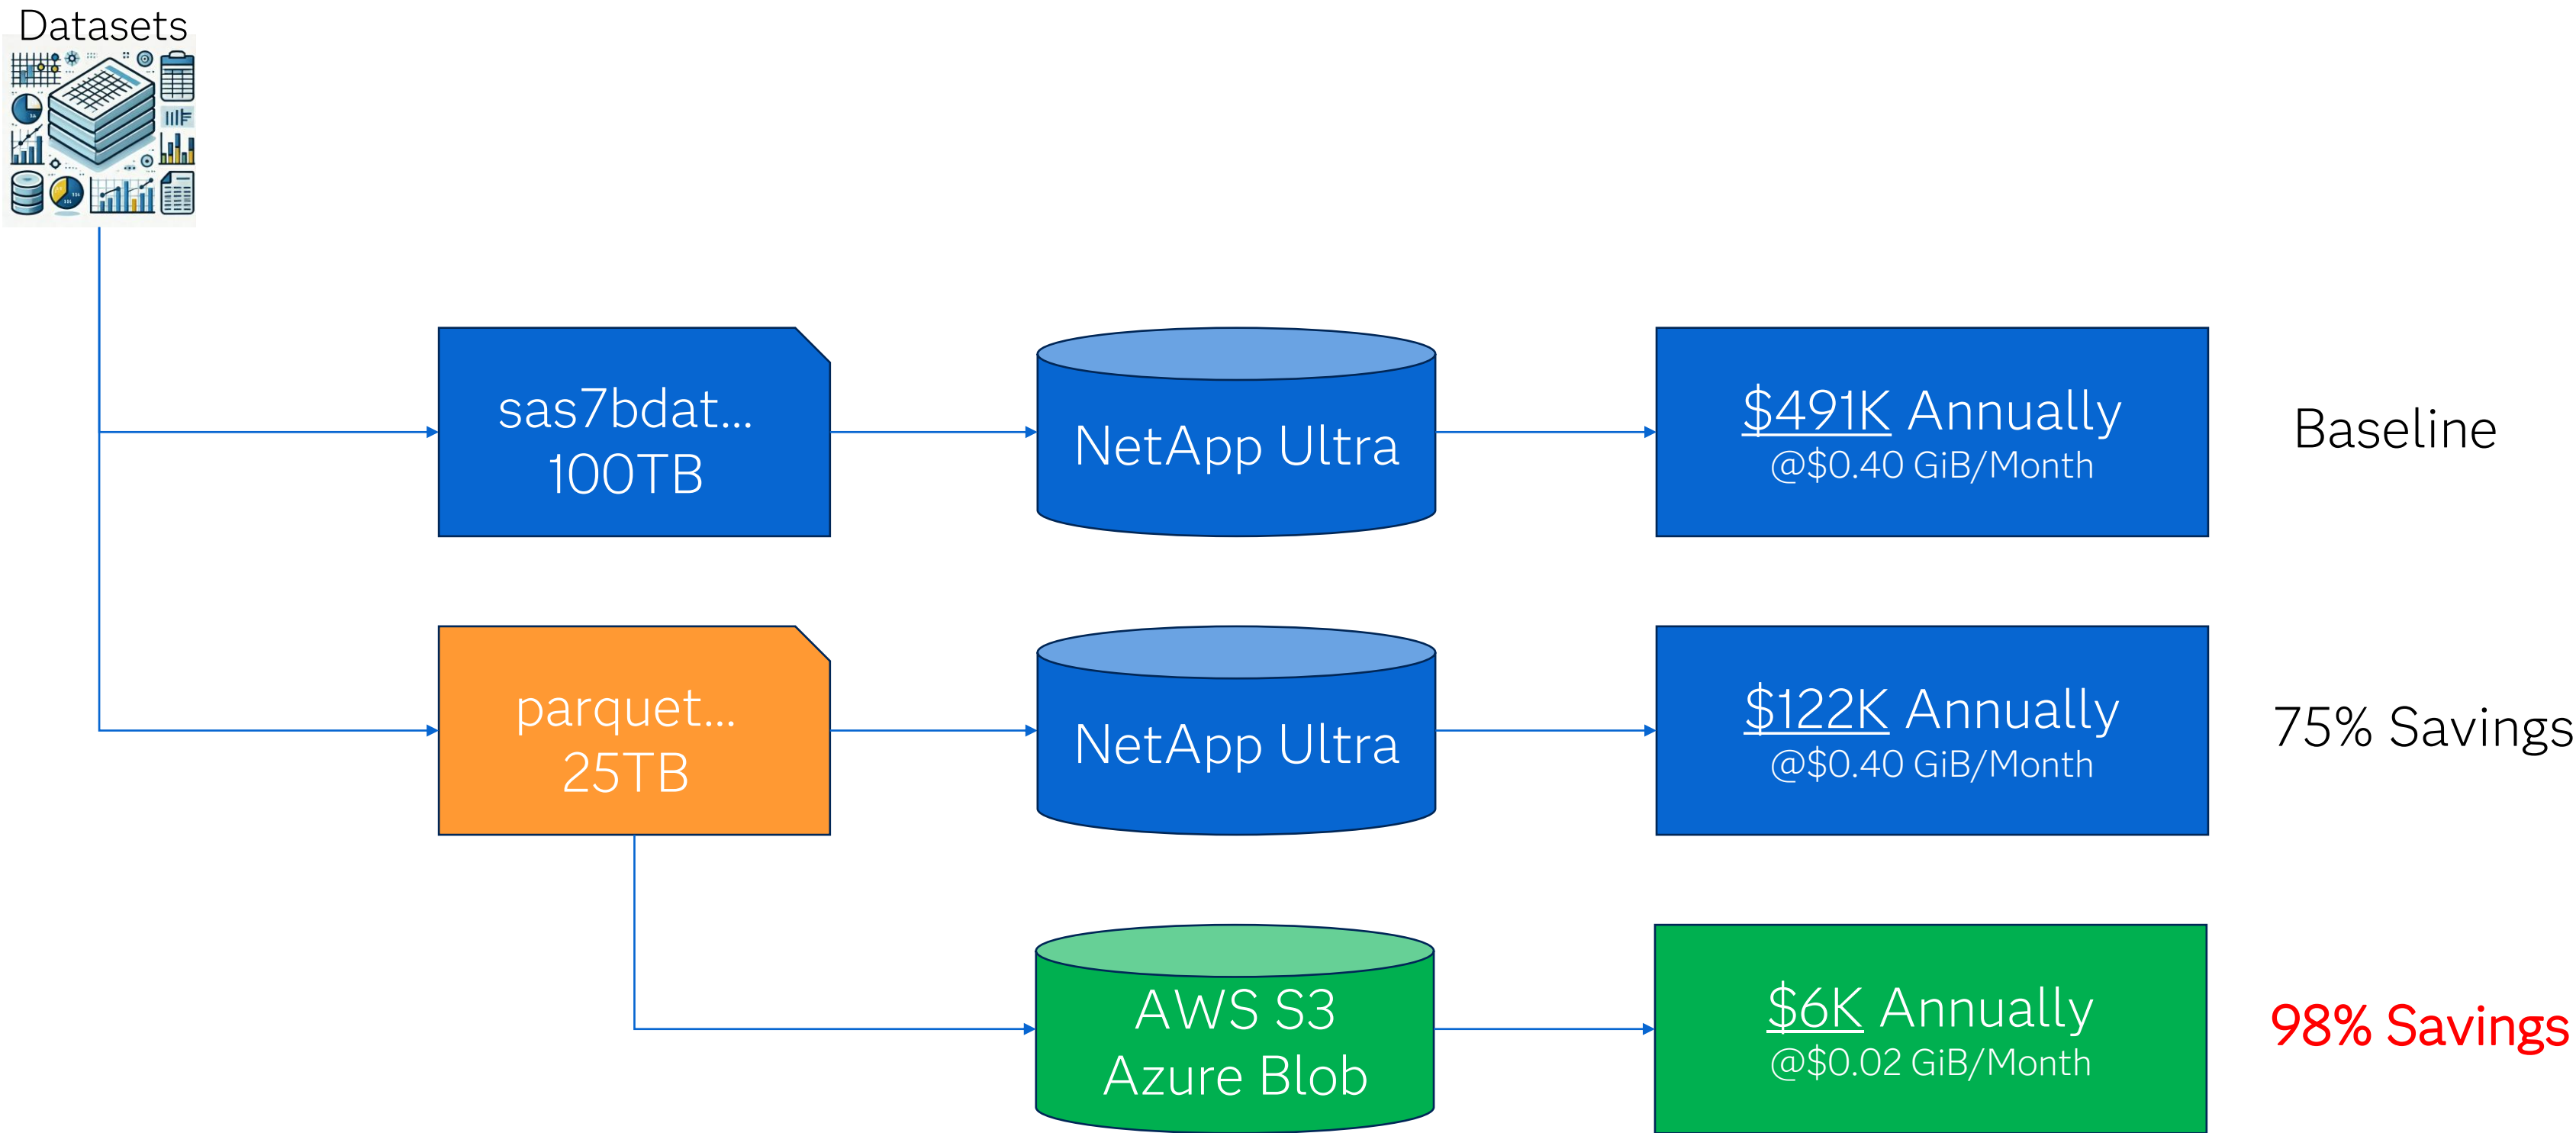 Datasets
sas7bdat...
100TB
NetApp Ultra
$491K Annually
@$0.40 GiB/Month
Baseline
parquet...
25TB
NetApp Ultra
$122K Annually
@$0.40 GiB/Month
75% Savings
AWS S3
Azure Blob
$6K Annually
@$0.02 GiB/Month
98% Savings